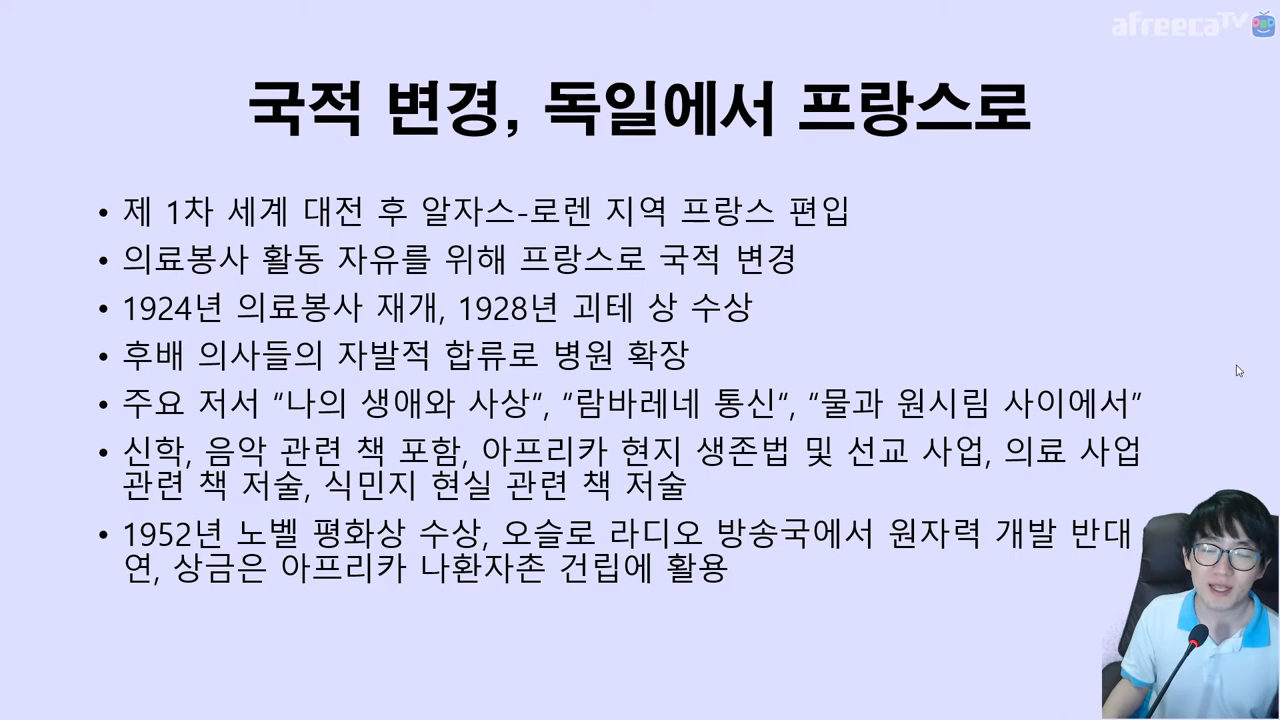 afreecaTV
국적 변경, 독일에서 프랑스로
• 제 1차 세계 대전 후 알자스-로렌 지역 프랑스 편입
• 의료봉사 활동 자유를 위해 프랑스로 국적 변경
• 1924년 의료봉사 재개, 1928년 괴테 상 수상
• 후배 의사들의 자발적 합류로 병원 확장
• 주요 저서 “나의 생애와 사상“, “람바레네 통신“, “물과 원시림 사이에서”
• 신학, 음악 관련 책 포함, 아프리카 현지 생존법 및 선교 사업, 의료 사업
관련 책 저술, 식민지 현실 관련 책 저술
• 1952년 노벨 평화상 수상, 오슬로 라디오 방송국에서 원자력 개발 반대
연, 상금은 아프리카 나환자촌 건립에 활용